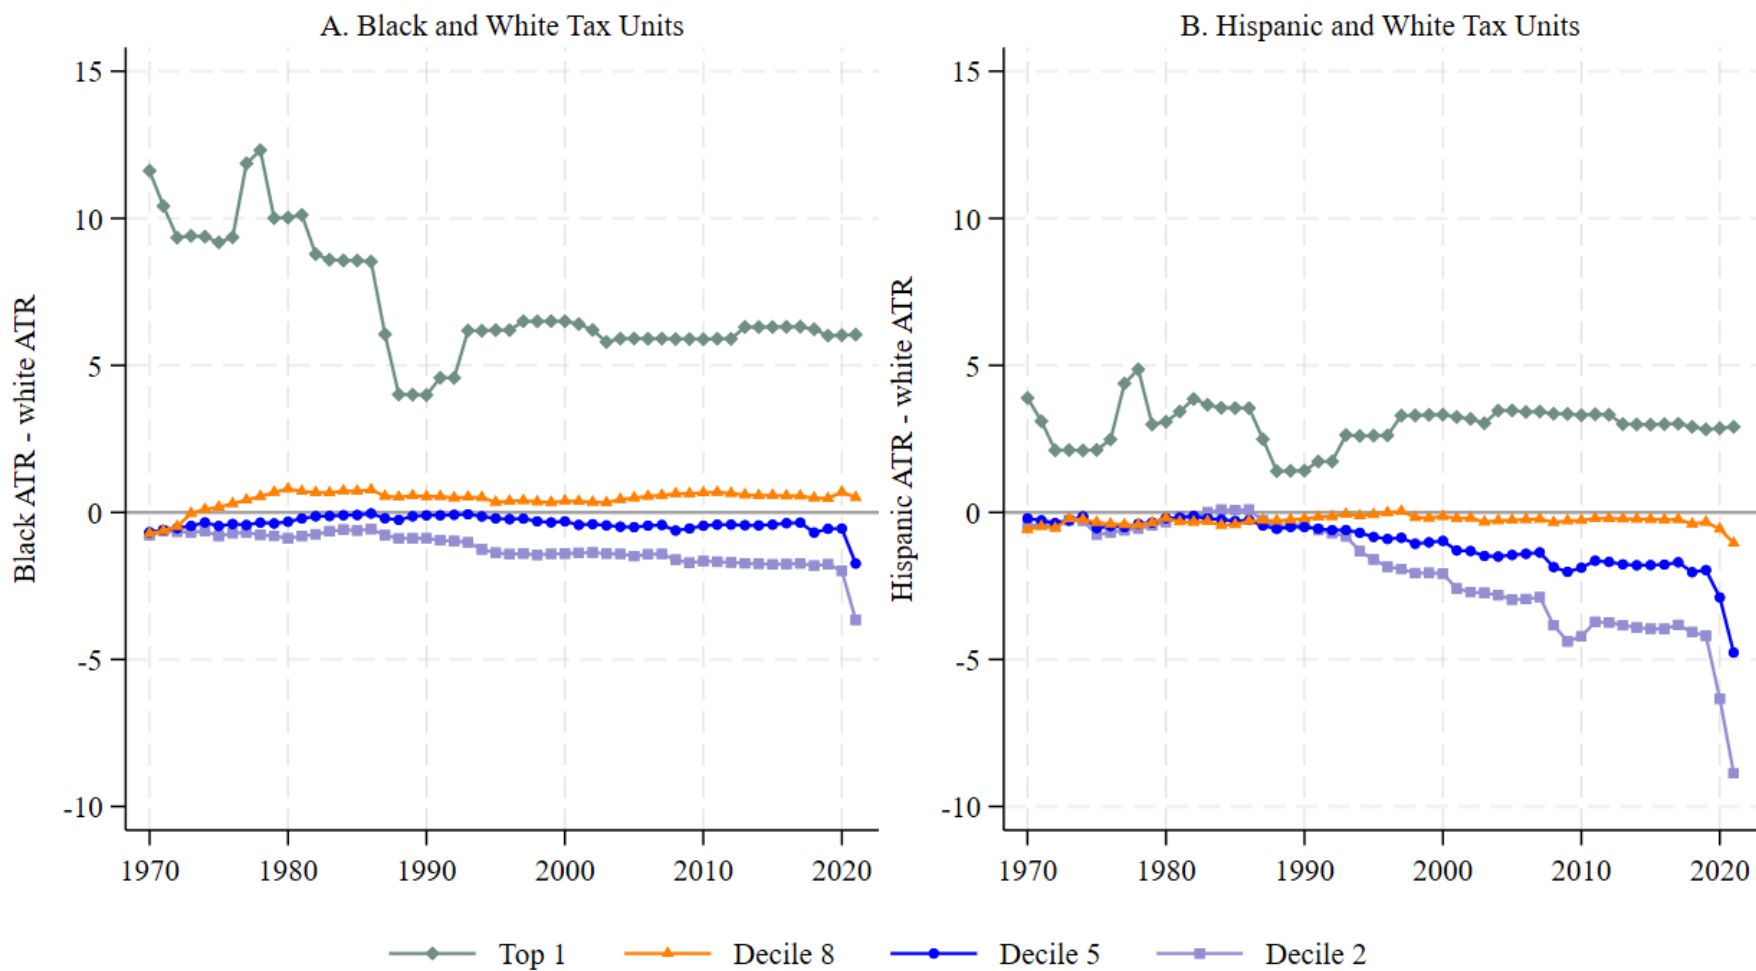 A. Black and White Tax Units
Black ATR - white ATR
15
10
5
0
-5
-10
1970 1980 1990 2000 2010 2020
B. Hispanic and White Tax Units
Hispanic ATR - white ATR
15
10
5
0
-5
-10
1970 1980 1990 2000 2010 2020
Top 1 Decile 8 Decile 5 Decile 2